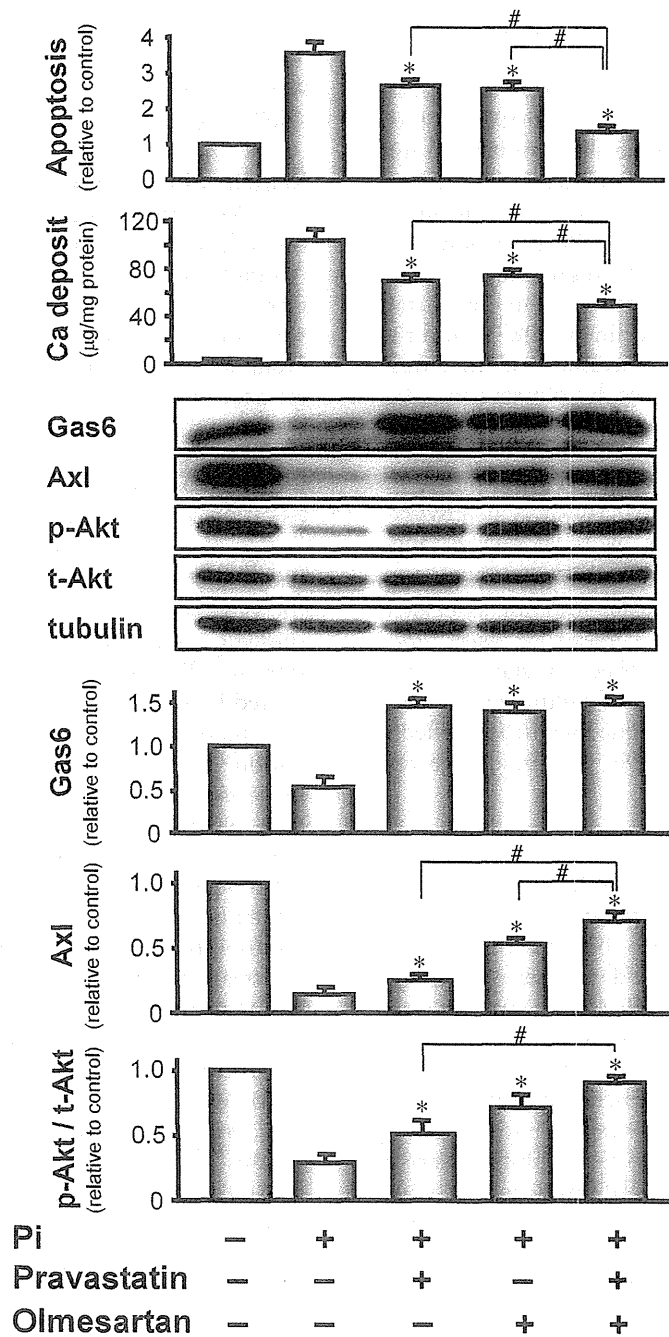 #
#
4
3
2
1
0
Apoptosis
(relative to control)
* * *
#
#
120
80
40
0
Ca deposit
(µg/mg protein)
* * *
Gas6
Axl
p-Akt
t-Akt
tubulin
1.5
1.0
0.5
0
Gas6
(relative to control)
* * *
#
#
1.0
0.5
0
Axl
(relative to control)
* * *
#
1.0
0.5
0
p-Akt / t-Akt
(relative to control)
* * *
Pi − + + + +
Pravastatin − − + − +
Olmesartan − − − + +